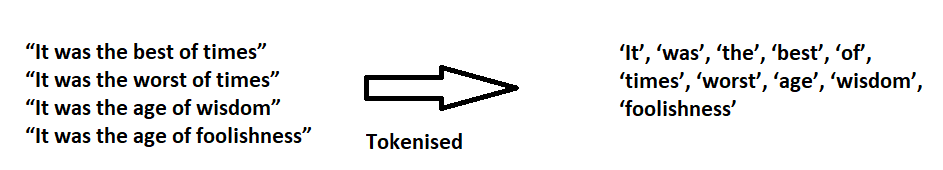 “It was the best of times”
“It was the worst of times”
“It was the age of wisdom”
“It was the age of foolishness”
Tokenised
‘It’, ‘was’, ‘the’, ‘best’, ‘of’,
‘times’, ‘worst’, ‘age’, ‘wisdom’,
‘foolishness’